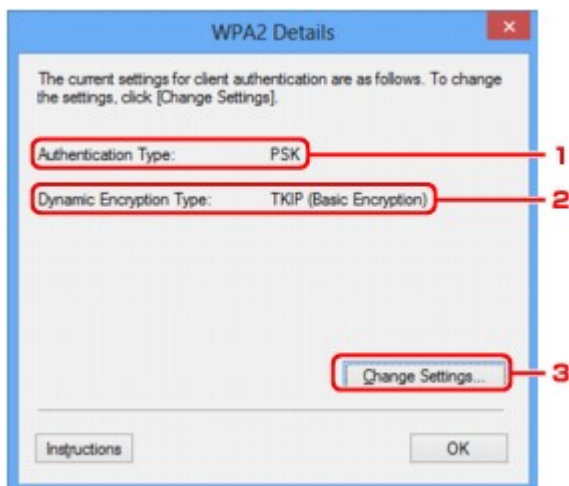 WPA2 Details
The current settings for client authentication are as follows. To change
the settings, click [Change Settings].
Authentication Type: PSK 1
Dynamic Encryption Type: TKIP (Basic Encryption) 2
Change Settings... 3
Instructions OK